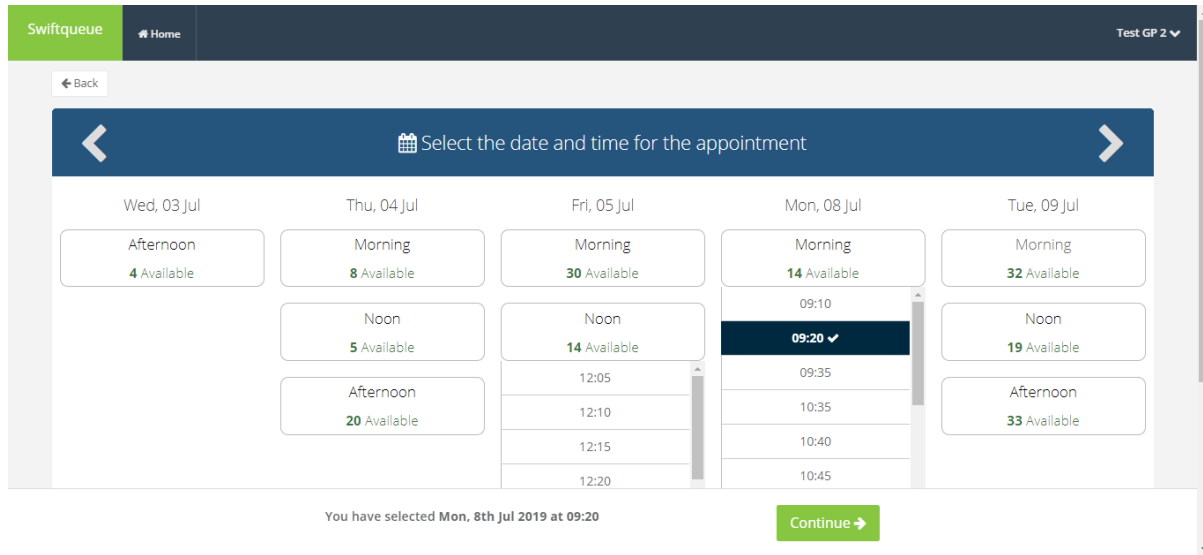 Swiftqueue
Home
Test GP 2
Back
Select the date and time for the appointment
Wed, 03 Jul
Afternoon
4 Available
Thu, 04 Jul
Morning
8 Available
Noon
5 Available
Afternoon
20 Available
Fri, 05 Jul
Morning
30 Available
Noon
14 Available
12:05
12:10
12:15
12:20
Mon, 08 Jul
Morning
14 Available
09:10
09:20
09:35
10:35
10:40
10:45
Tue, 09 Jul
Morning
32 Available
Noon
19 Available
Afternoon
33 Available
You have selected Mon, 8th Jul 2019 at 09:20
Continue